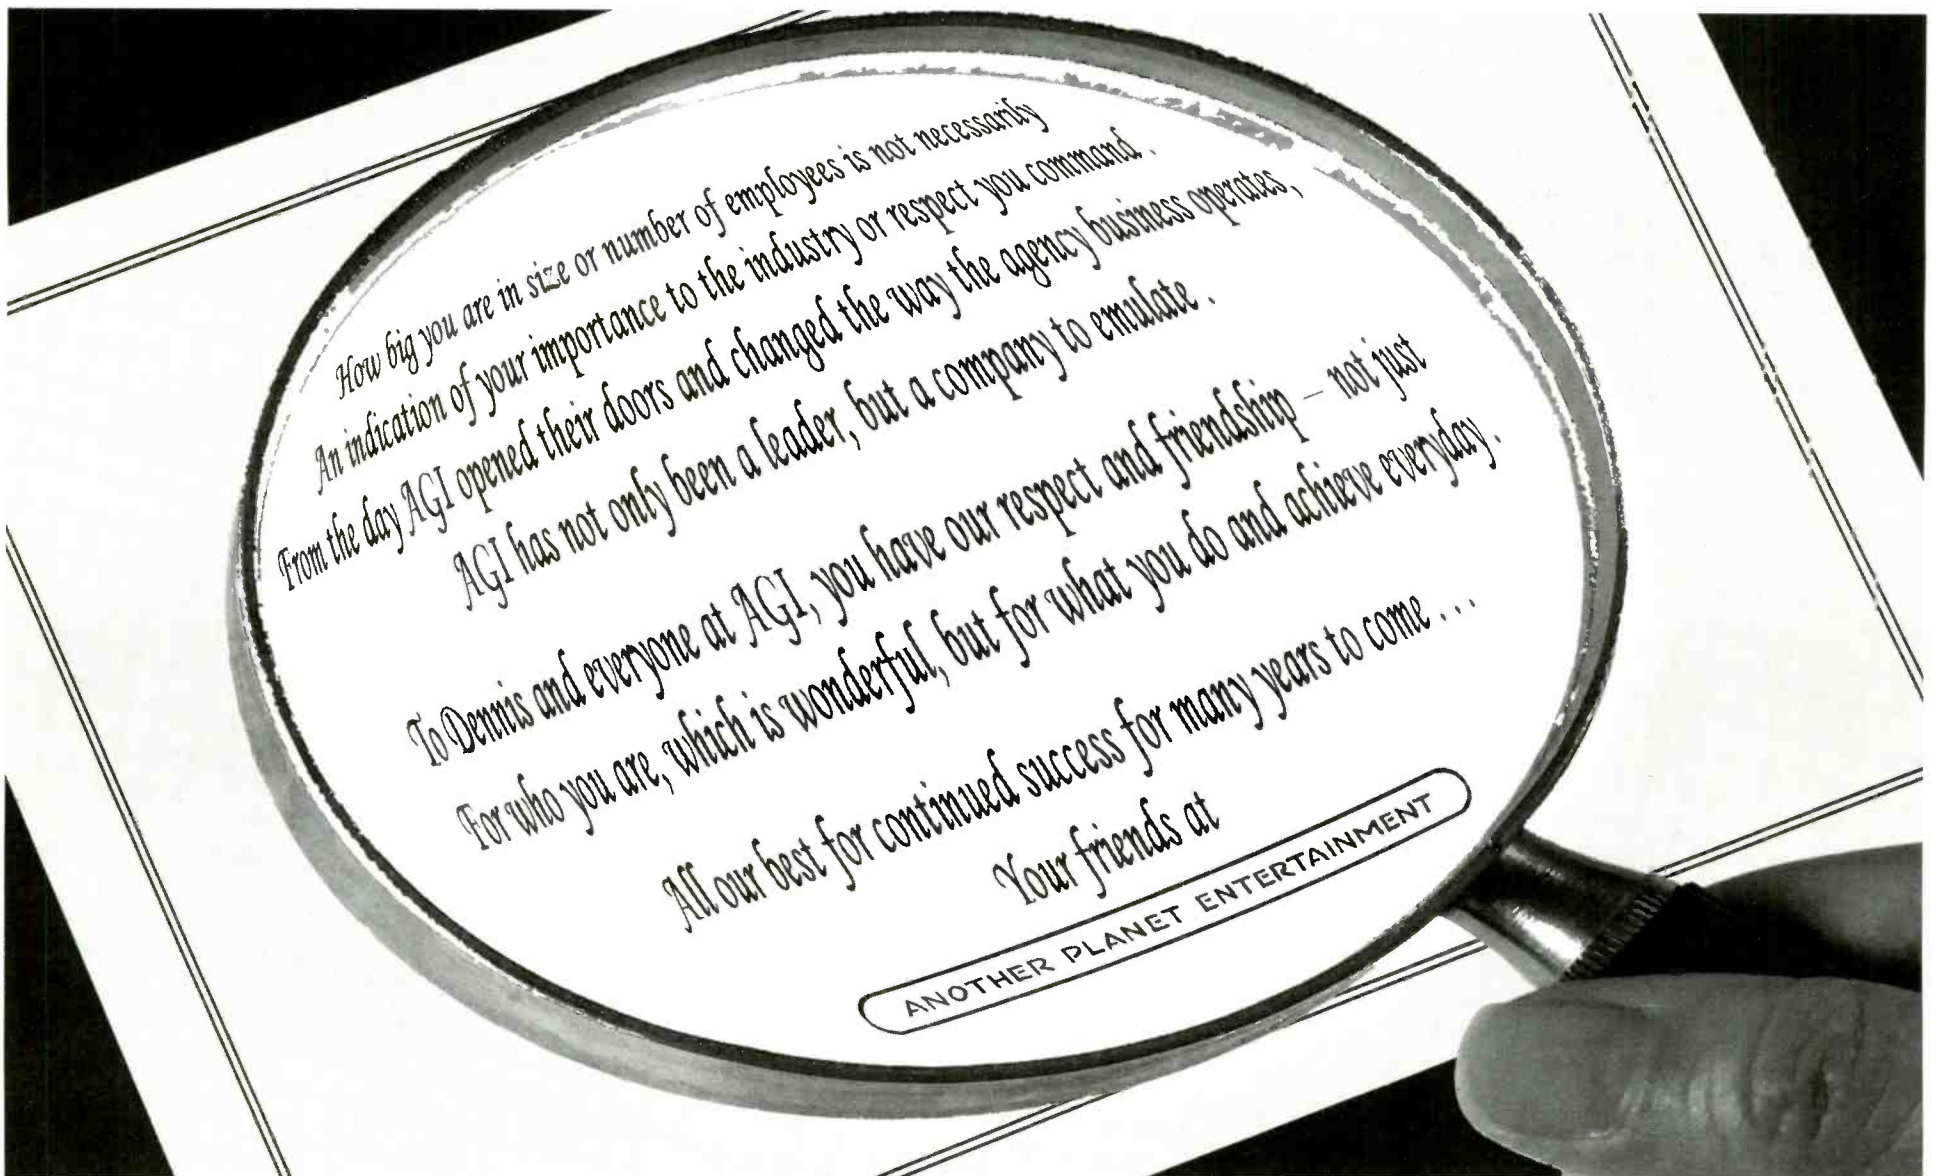 How big you are in size or number of employees is not necessarily
An indication of your importance to the industry or respect you command.
From the day AGI opened their doors and changed the way the agency business operates,
AGI has not only been a leader, but a company to emulate.
To Dennis and everyone at AGI, you have our respect and friendship – not just
For who you are, which is wonderful, but for what you do and achieve everyday.
All our best for continued success for many years to come...
Your friends at
ANOTHER PLANET ENTERTAINMENT